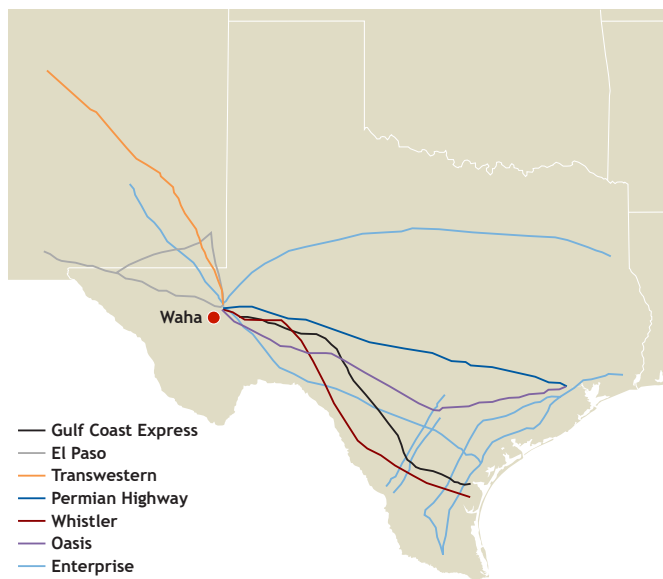 Waha
Gulf Coast Express
El Paso
Transwestern
Permian Highway
Whistler
Oasis
Enterprise